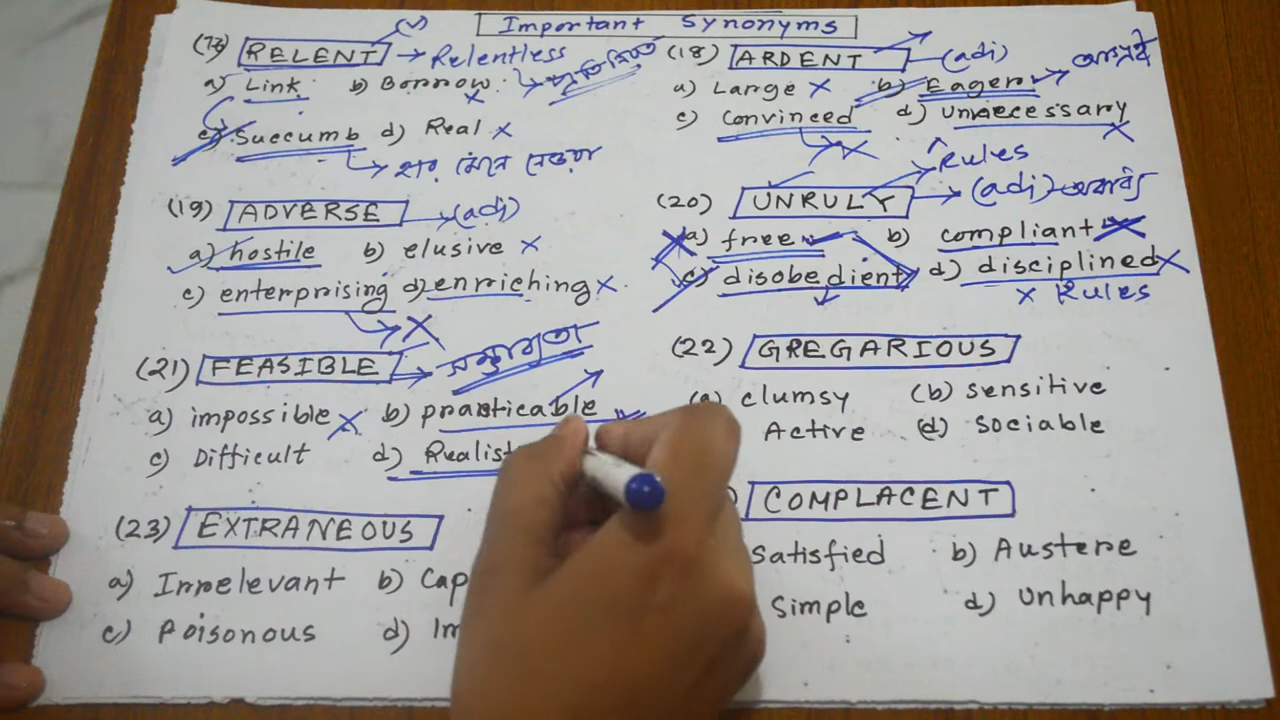 Important Synonyms
(17) RELENT (v) → Relentless
a) Link b) Borrow
c) Succumb d) Real
হার মেনে নেওয়া
(18) ARDENT (adj)
a) Large b) Eager
c) Convinced d) unnecessary
(19) ADVERSE (adj)
a) hostile b) elusive
c) enterprising d) enriching
(20) UNRULY Rules (adj)
a) free b) compliant
c) disobedient d) disciplined
Rules
(21) FEASIBLE
a) impossible b) practicable
c) Difficult d) Realist
(22) GREGARIOUS
(a) clumsy (b) sensitive
Active (d) Sociable
(23) EXTRANEOUS
a) Irrelevant b) Cap
c) Poisonous d) Im
COMPLACENT
Satisfied b) Austere
Simple d) Unhappy